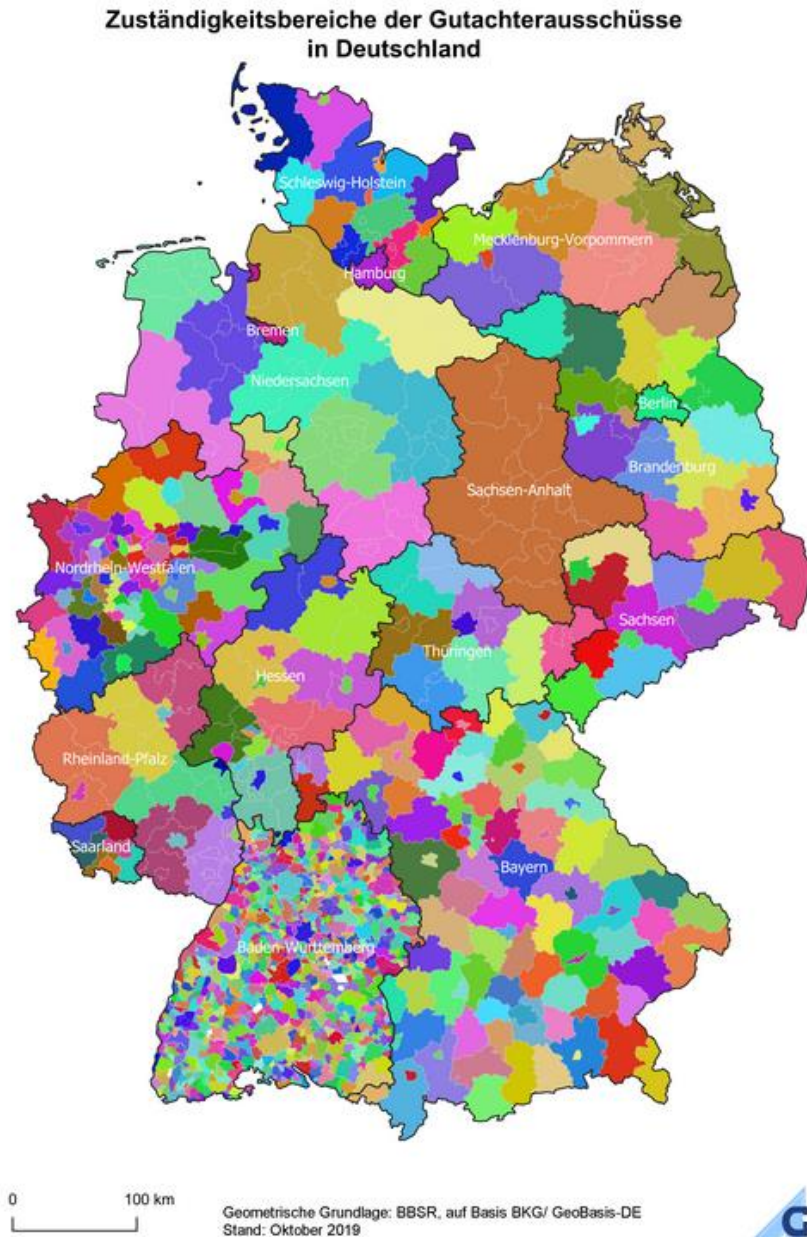 Zuständigkeitsbereiche der Gutachterausschüsse
in Deutschland
Schleswig-Holstein
Mecklenburg-Vorpommern
Hamburg
Bremen
Niedersachsen
Berlin
Brandenburg
Sachsen-Anhalt
Nordrhein-Westfalen
Sachsen
Thüringen
Hessen
Rheinland-Pfalz
Saarland
Bayern
Baden-Württemberg
0 100 km
Geometrische Grundlage: BBSR, auf Basis BKG/ GeoBasis-DE
Stand: Oktober 2019
G